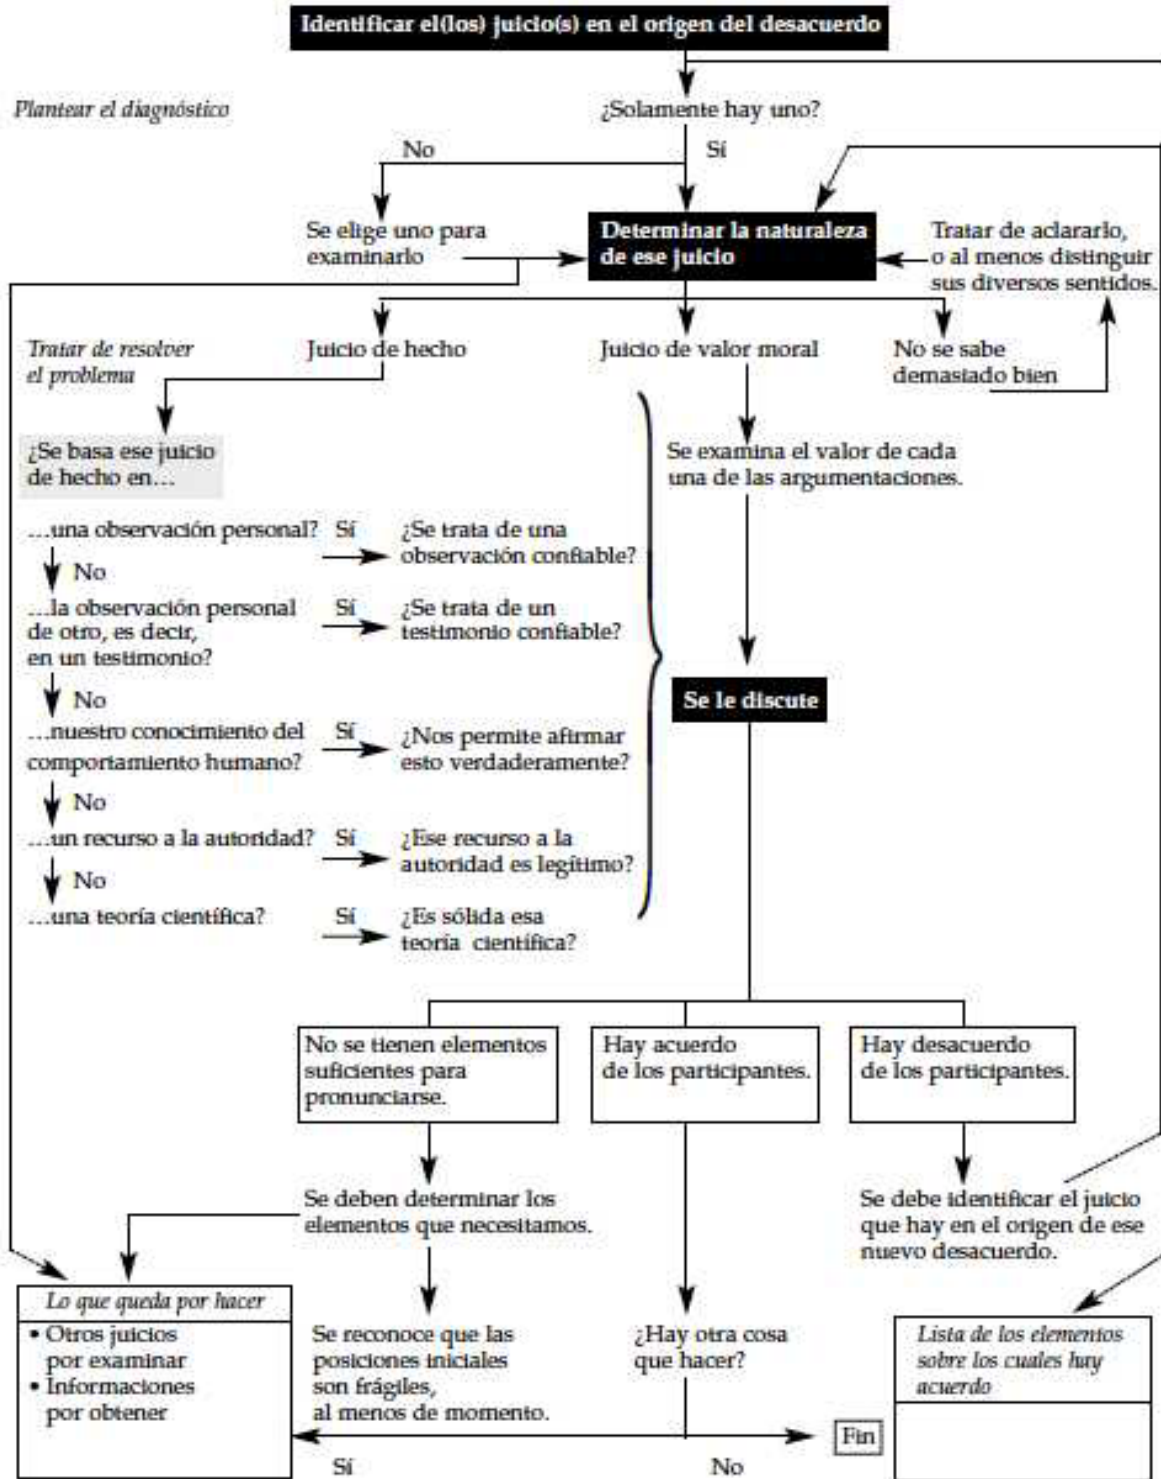 Identificar el(los) juicio(s) en el origen del desacuerdo
Plantear el diagnóstico
¿Solamente hay uno?
No
Sí
Se elige uno para
examinarlo
Determinar la naturaleza
de ese juicio
Tratar de aclararlo,
o al menos distinguir
sus diversos sentidos.
Tratar de resolver
el problema
Juicio de hecho
Juicio de valor moral
No se sabe
demasiado bien
¿Se basa ese juicio
de hecho en...
Se examina el valor de cada
una de las argumentaciones.
...una observación personal?
Sí
¿Se trata de una
observación confiable?
No
...la observación personal
de otro, es decir,
en un testimonio?
Sí
¿Se trata de un
testimonio confiable?
No
Se le discute
...nuestro conocimiento del
comportamiento humano?
Sí
¿Nos permite afirmar
esto verdaderamente?
No
...un recurso a la autoridad?
Sí
¿Ese recurso a la
autoridad es legítimo?
No
...una teoría científica?
Sí
¿Es sólida esa
teoría científica?
No se tienen elementos
suficientes para
pronunciarse.
Hay acuerdo
de los participantes.
Hay desacuerdo
de los participantes.
Se deben determinar los
elementos que necesitamos.
Se debe identificar el juicio
que hay en el origen de ese
nuevo desacuerdo.
Lo que queda por hacer
• Otros juicios
por examinar
• Informaciones
por obtener
Se reconoce que las
posiciones iniciales
son frágiles,
al menos de momento.
¿Hay otra cosa
que hacer?
Lista de los elementos
sobre los cuales hay
acuerdo
Sí
No
Fin